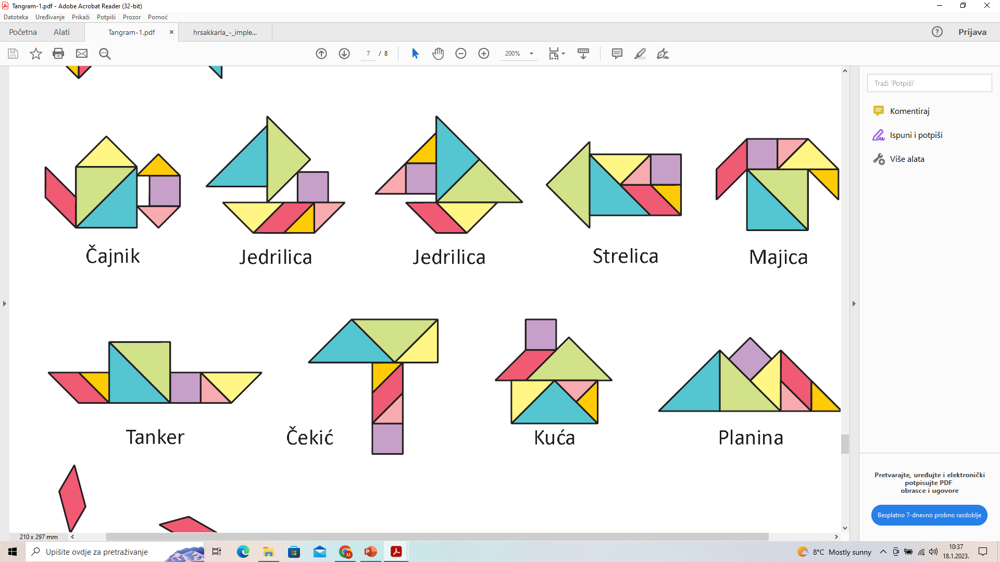 Tangram-1.pdf - Adobe Acrobat Reader (32-bit)
Datoteka Uređivanje Prikaži Potpiši Prozor Pomoć
Početna Alati Tangram-1.pdf × hrsakkarla_-_imple... ? Prijava
7 / 8 200%
Traži 'Potpiši'
Komentiraj
Ispuni i potpiši
Više alata
Čajnik Jedrilica Jedrilica Strelica Majica
Tanker Čekić Kuća Planina
Pretvarajte, uređujte i elektronički
potpisujte PDF
obrasce i ugovore
Besplatno 7-dnevno probno razdoblje
210 x 297 mm
Upišite ovdje za pretraživanje
M P
8°C Mostly sunny
10:37
18.1.2023.